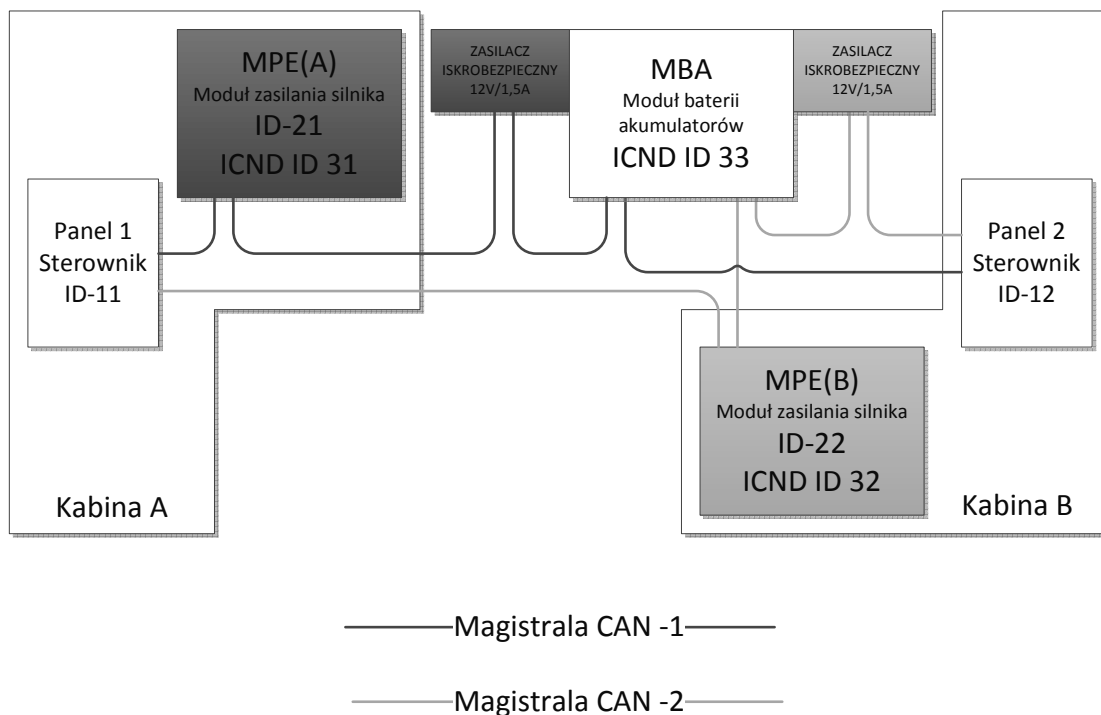 MPE(A)
Moduł zasilania silnika
ID-21
ICND ID 31
ZASILACZ
ISKROBEZPIECZNY
12V/1,5A
MBA
Moduł baterii
akumulatorów
ICND ID 33
ZASILACZ
ISKROBEZPIECZNY
12V/1,5A
Panel 1
Sterownik
ID-11
Panel 2
Sterownik
ID-12
MPE(B)
Moduł zasilania silnika
ID-22
ICND ID 32
Kabina A
Kabina B
Magistrala CAN -1
Magistrala CAN -2